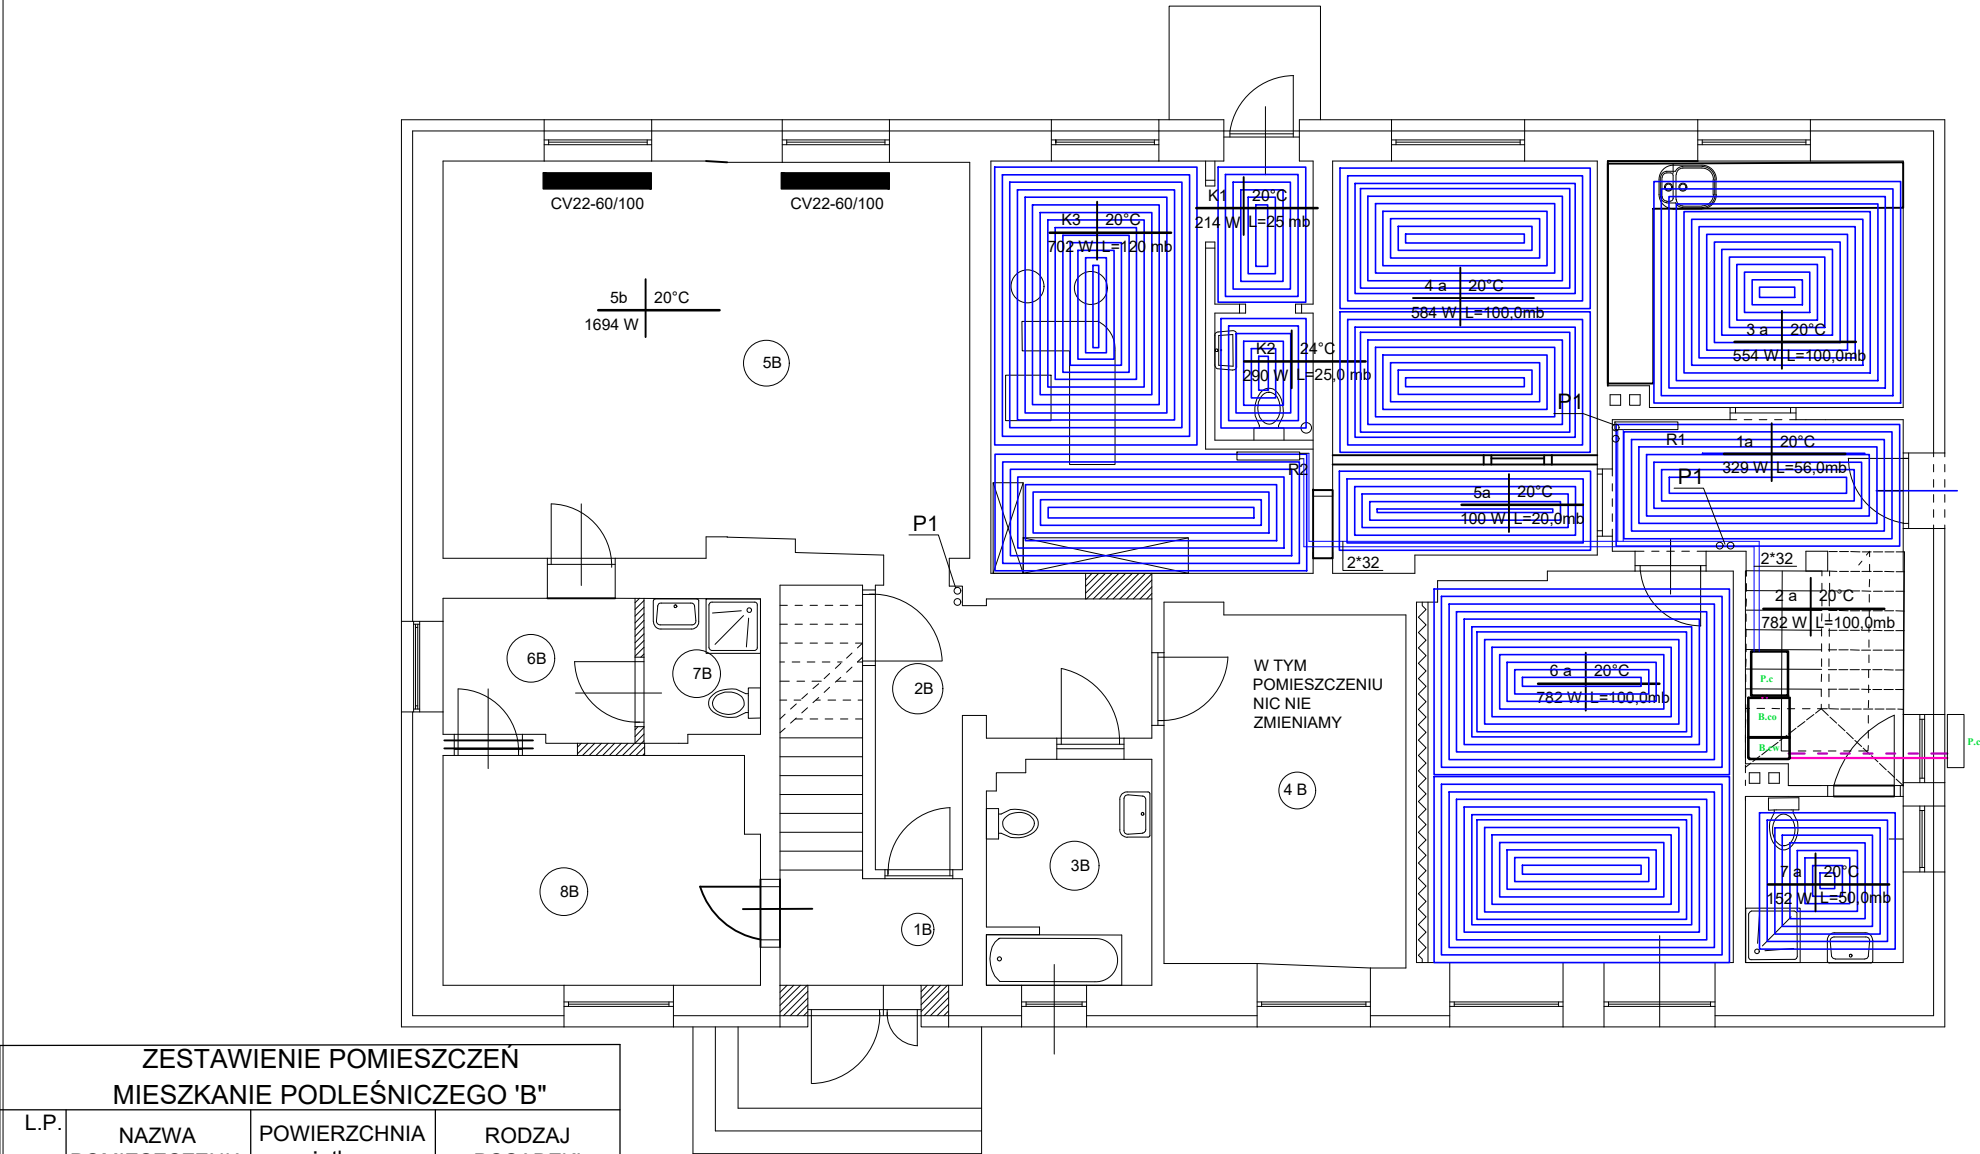 CV22-60/100
CV22-60/100
K1 20°C
214 W L=25 mb
K3 20°C
702 W L=120 mb
5b 20°C
1694 W
4 a 20°C
584 W L=100,0mb
3 a 20°C
554 W L=100,0mb
K2 24°C
290 W L=25,0 mb
5B
P1
R1
1a 20°C
329 W L=56,0mb
R2
P1
5a 20°C
100 W L=20,0mb
P1
2*32
2*32
2 a 20°C
782 W L=100,0mb
6B
7B
2B
W TYM
POMIESZCZENIU
NIC NIE
ZMIENIAMY
6 a 20°C
782 W L=100,0mb
P.c
B.co
B.cw
P.c
4 B
3B
7 a 20°C
152 W L=50,0mb
8B
1B
ZESTAWIENIE POMIESZCZEŃ
MIESZKANIE PODLEŚNICZEGO 'B"
L.P. NAZWA POWIERZCHNIA RODZAJ